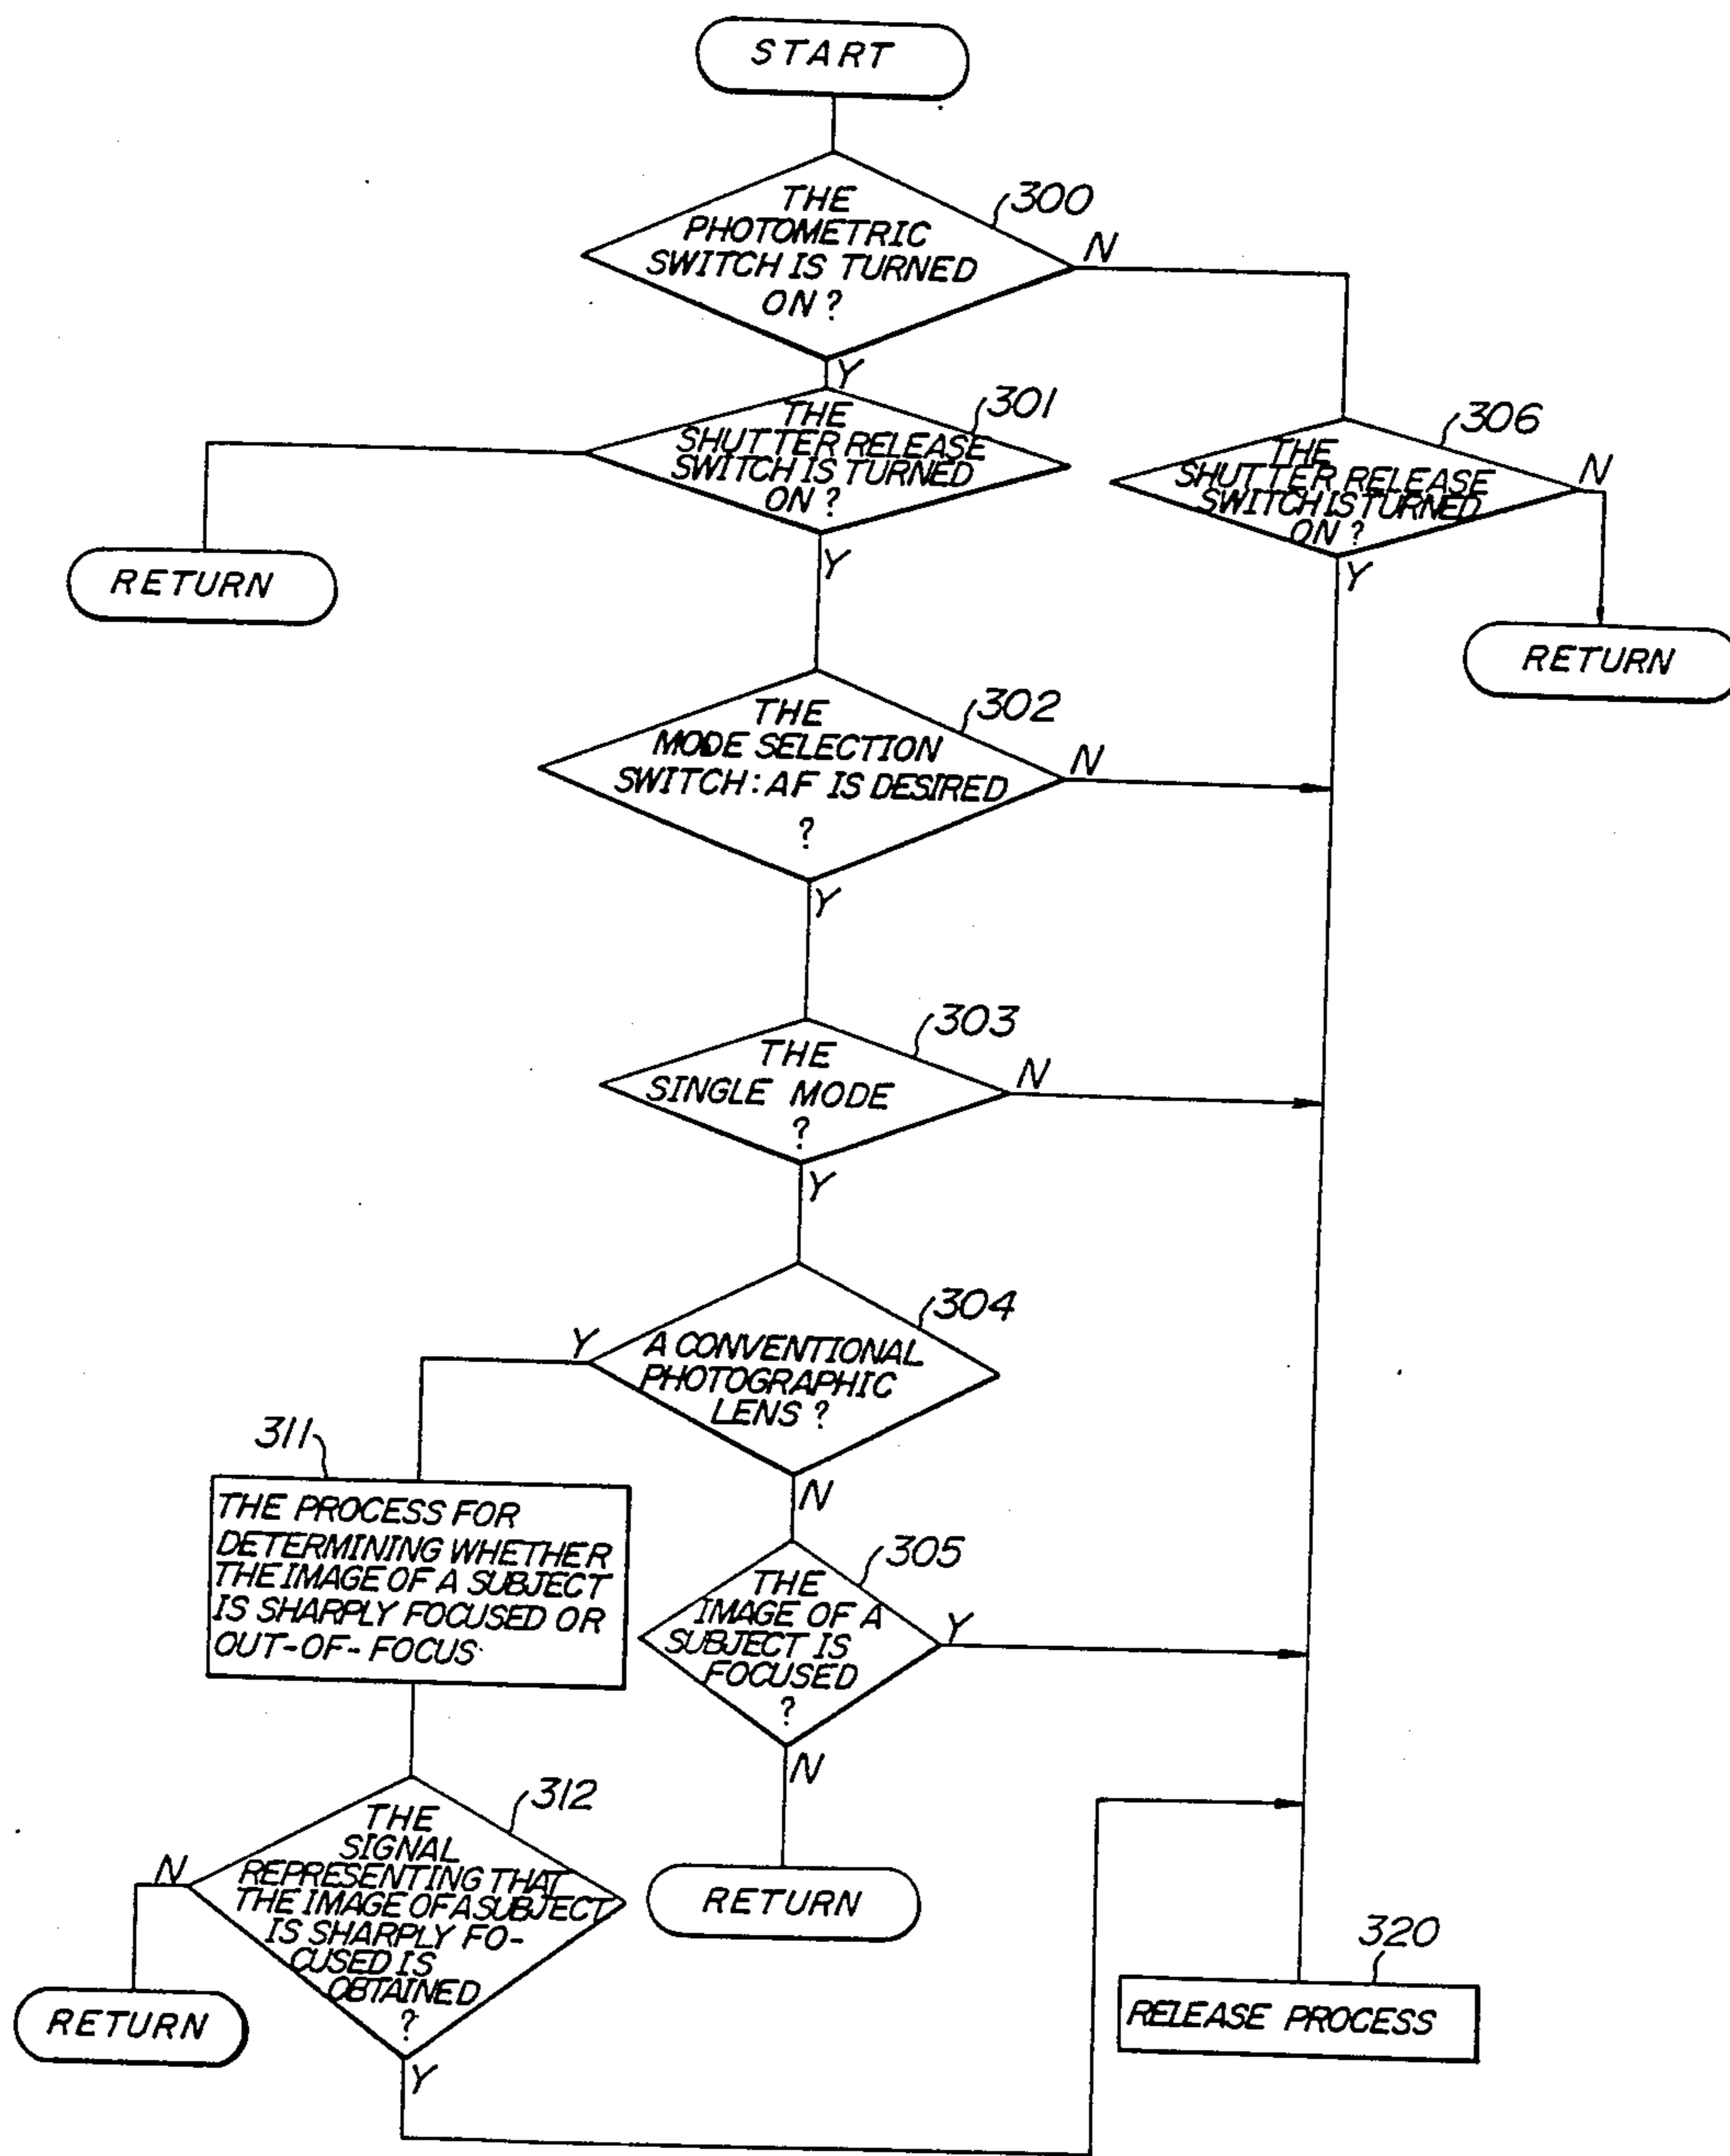 START
300
THE
PHOTOMETRIC
SWITCH IS TURNED
ON ?
N
Y
301
THE
SHUTTER RELEASE
SWITCH IS TURNED
ON ?
Y
RETURN
306
THE
SHUTTER RELEASE
SWITCH IS TURNED
ON ?
N
Y
RETURN
302
THE
MODE SELECTION
SWITCH : AF IS DESIRED
?
N
Y
303
THE
SINGLE MODE
?
N
Y
304
A CONVENTIONAL
PHOTOGRAPHIC
LENS ?
Y
N
311
THE PROCESS FOR
DETERMINING WHETHER
THE IMAGE OF A SUBJECT
IS SHARPLY FOCUSED OR
OUT-OF-FOCUS
305
THE
IMAGE OF A
SUBJECT IS
FOCUSED
?
Y
N
RETURN
312
THE
SIGNAL
REPRESENTING THAT
THE IMAGE OF A SUBJECT
IS SHARPLY FO-
CUSED IS
OBTAINED
?
N
Y
RETURN
320
RELEASE PROCESS